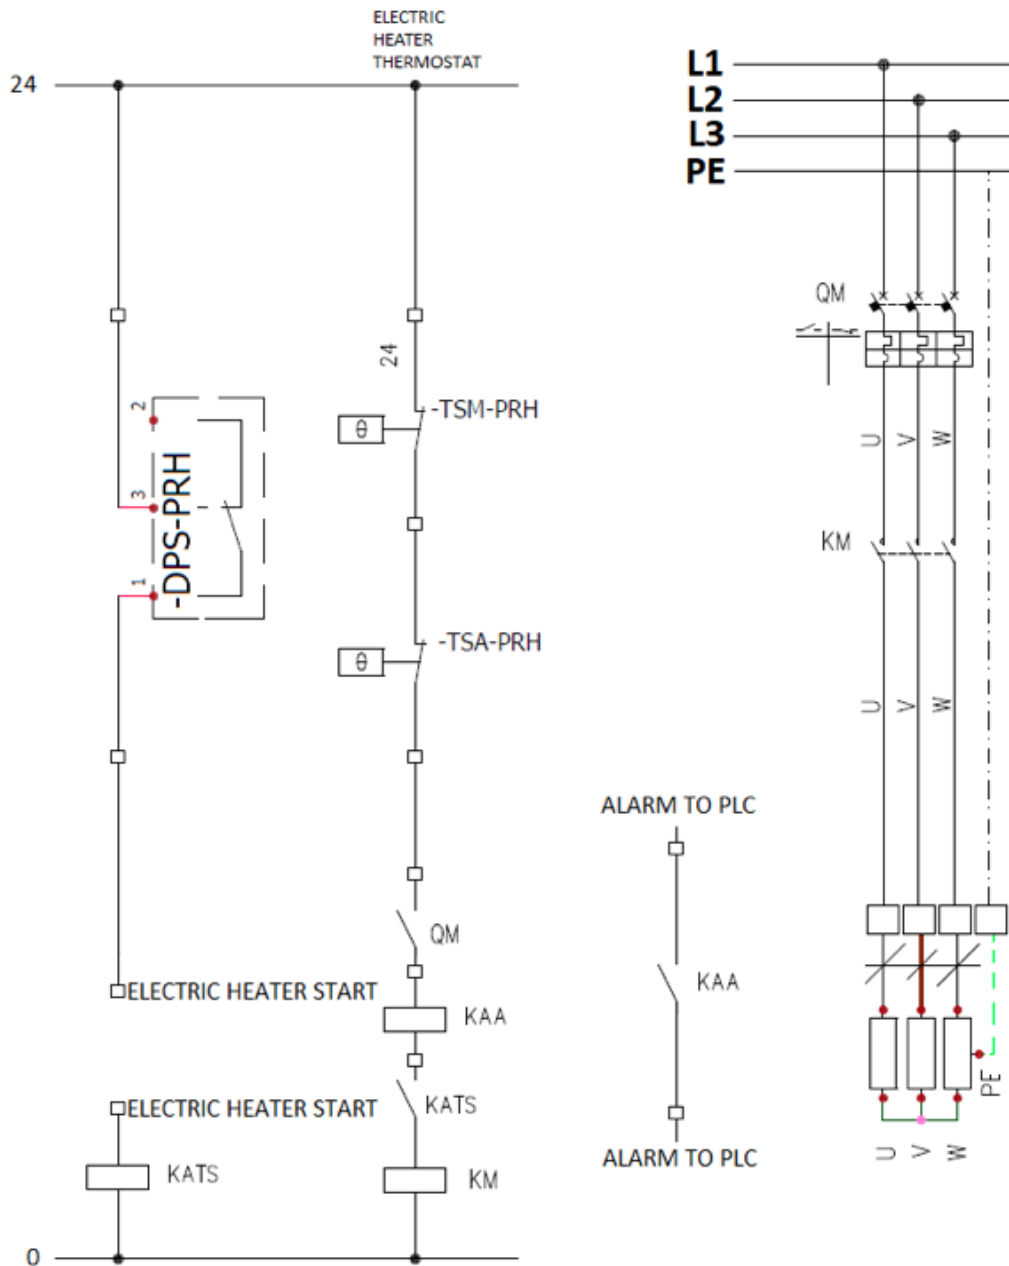 ELECTRIC
HEATER
THERMOSTAT
24
L1
L2
L3
PE
QM
24
2
3
1
-DPS-PRH
θ
-TSM-PRH
U
V
W
KM
θ
-TSA-PRH
U
V
W
ALARM TO PLC
QM
KAA
ELECTRIC HEATER START
KAA
ELECTRIC HEATER START
KATS
KATS
KM
ALARM TO PLC
PE
U
V
W
0